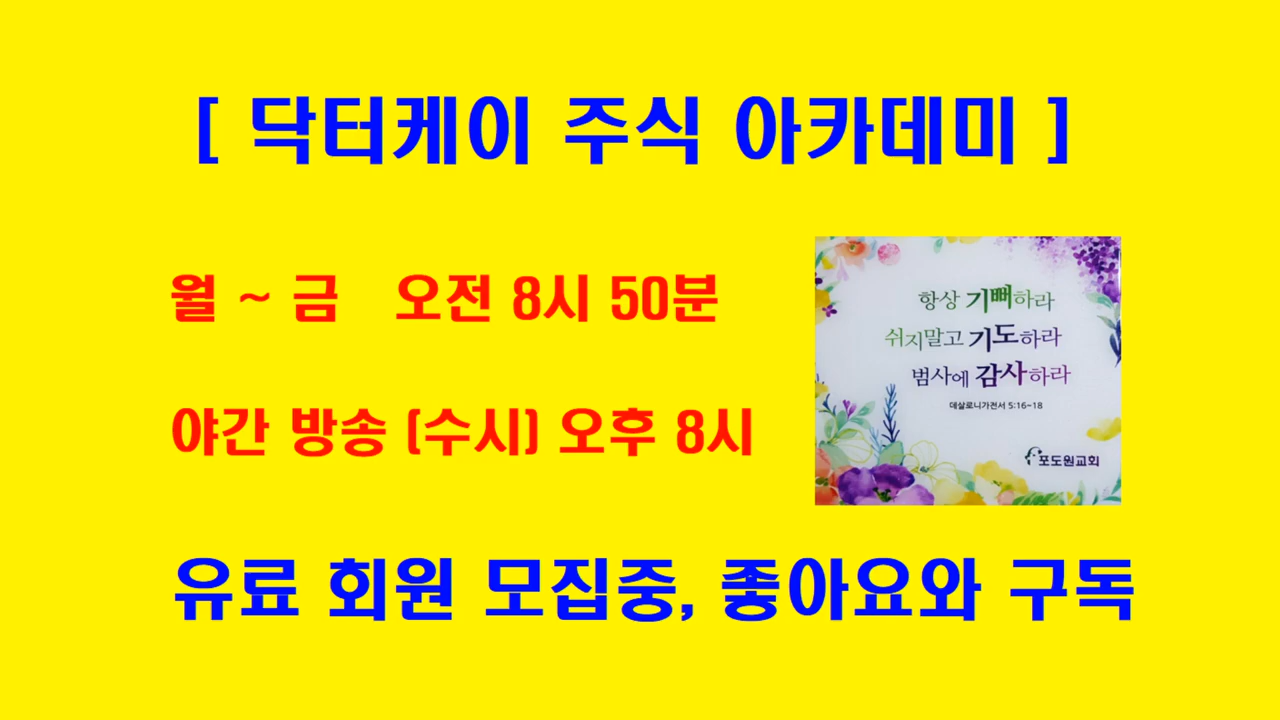 [ 닥터케이 주식 아카데미 ]
월 ~ 금 오전 8시 50분
야간 방송 (수시) 오후 8시
항상 기뻐하라
쉬지말고 기도하라
범사에 감사하라
데살로니가전서 5:16~18
포도원교회
유료 회원 모집중, 좋아요와 구독